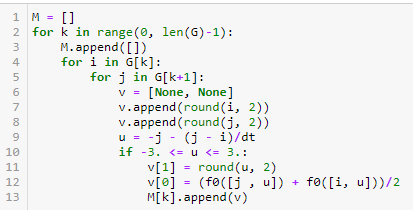 1 M = []
2 for k in range(0, len(G)-1):
3     M.append([])
4     for i in G[k]:
5         for j in G[k+1]:
6             v = [None, None]
7             v.append(round(i, 2))
8             v.append(round(j, 2))
9             u = -j - (j - i)/dt
10             if -3. <= u <= 3.:
11                 v[1] = round(u, 2)
12                 v[0] = (f0([j , u]) + f0([i, u]))/2
13                 M[k].append(v)